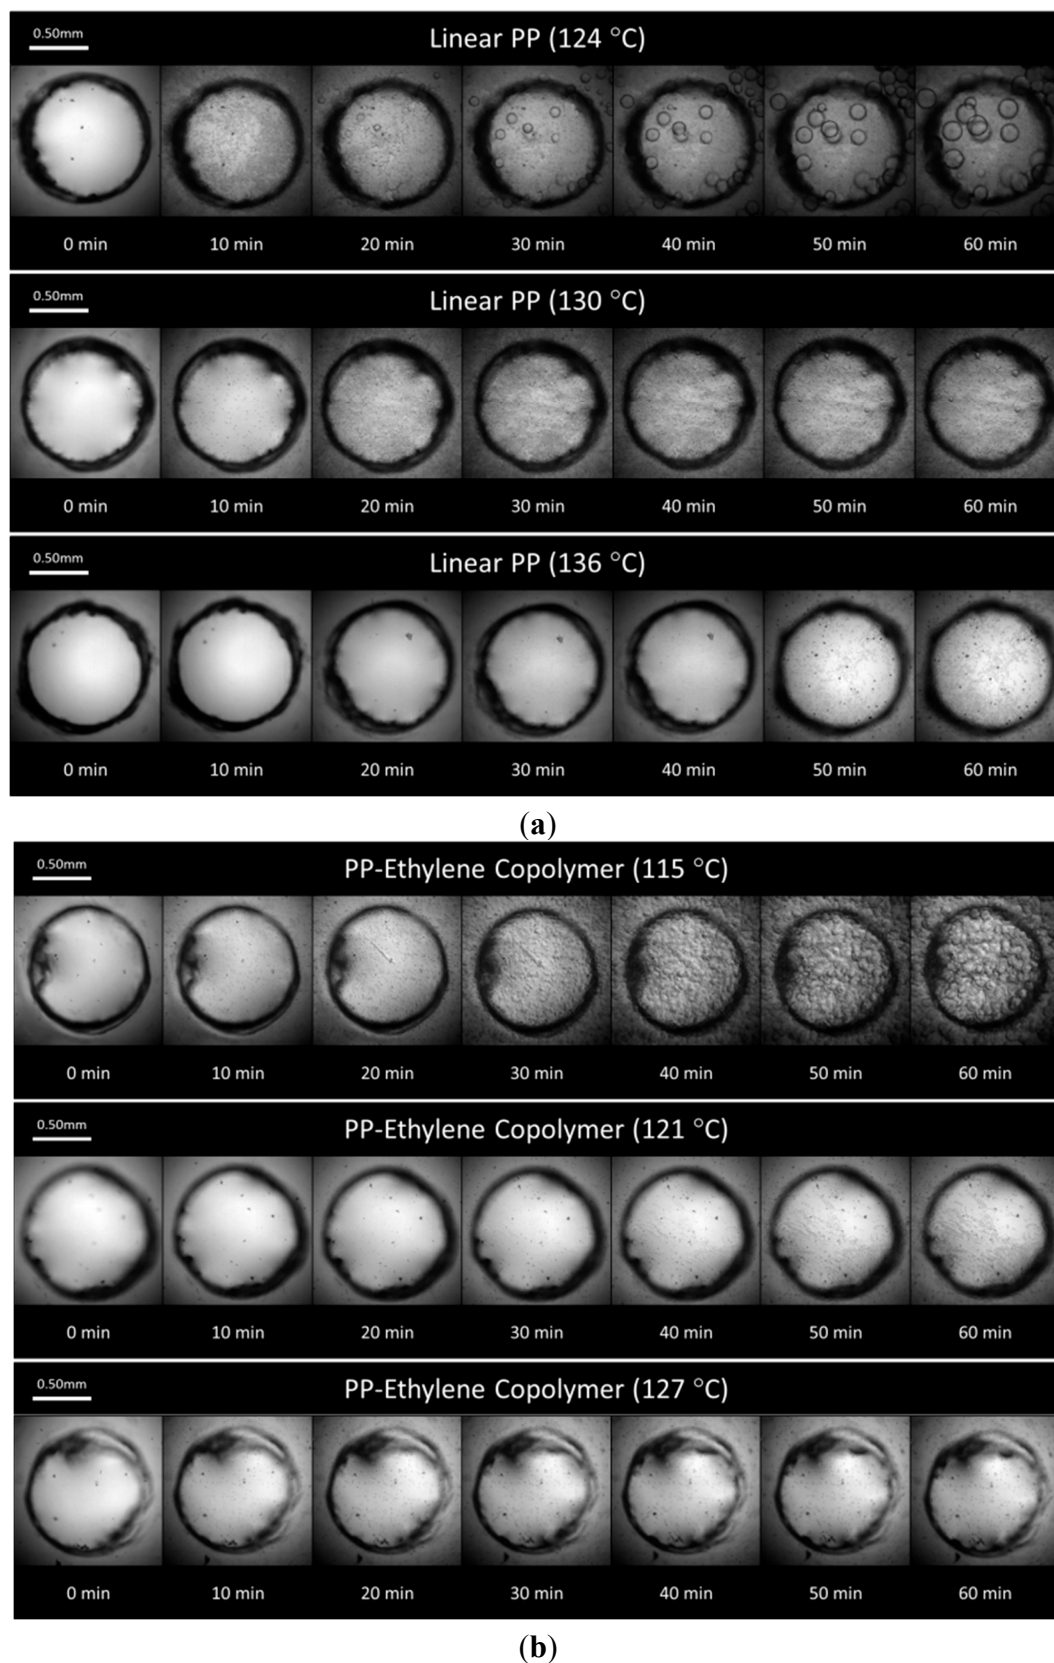 0.50mm
Linear PP (124 °C)
0 min 10 min 20 min 30 min 40 min 50 min 60 min
0.50mm
Linear PP (130 °C)
0 min 10 min 20 min 30 min 40 min 50 min 60 min
0.50mm
Linear PP (136 °C)
0 min 10 min 20 min 30 min 40 min 50 min 60 min
(a)
0.50mm
PP-Ethylene Copolymer (115 °C)
0 min 10 min 20 min 30 min 40 min 50 min 60 min
0.50mm
PP-Ethylene Copolymer (121 °C)
0 min 10 min 20 min 30 min 40 min 50 min 60 min
0.50mm
PP-Ethylene Copolymer (127 °C)
0 min 10 min 20 min 30 min 40 min 50 min 60 min
(b)